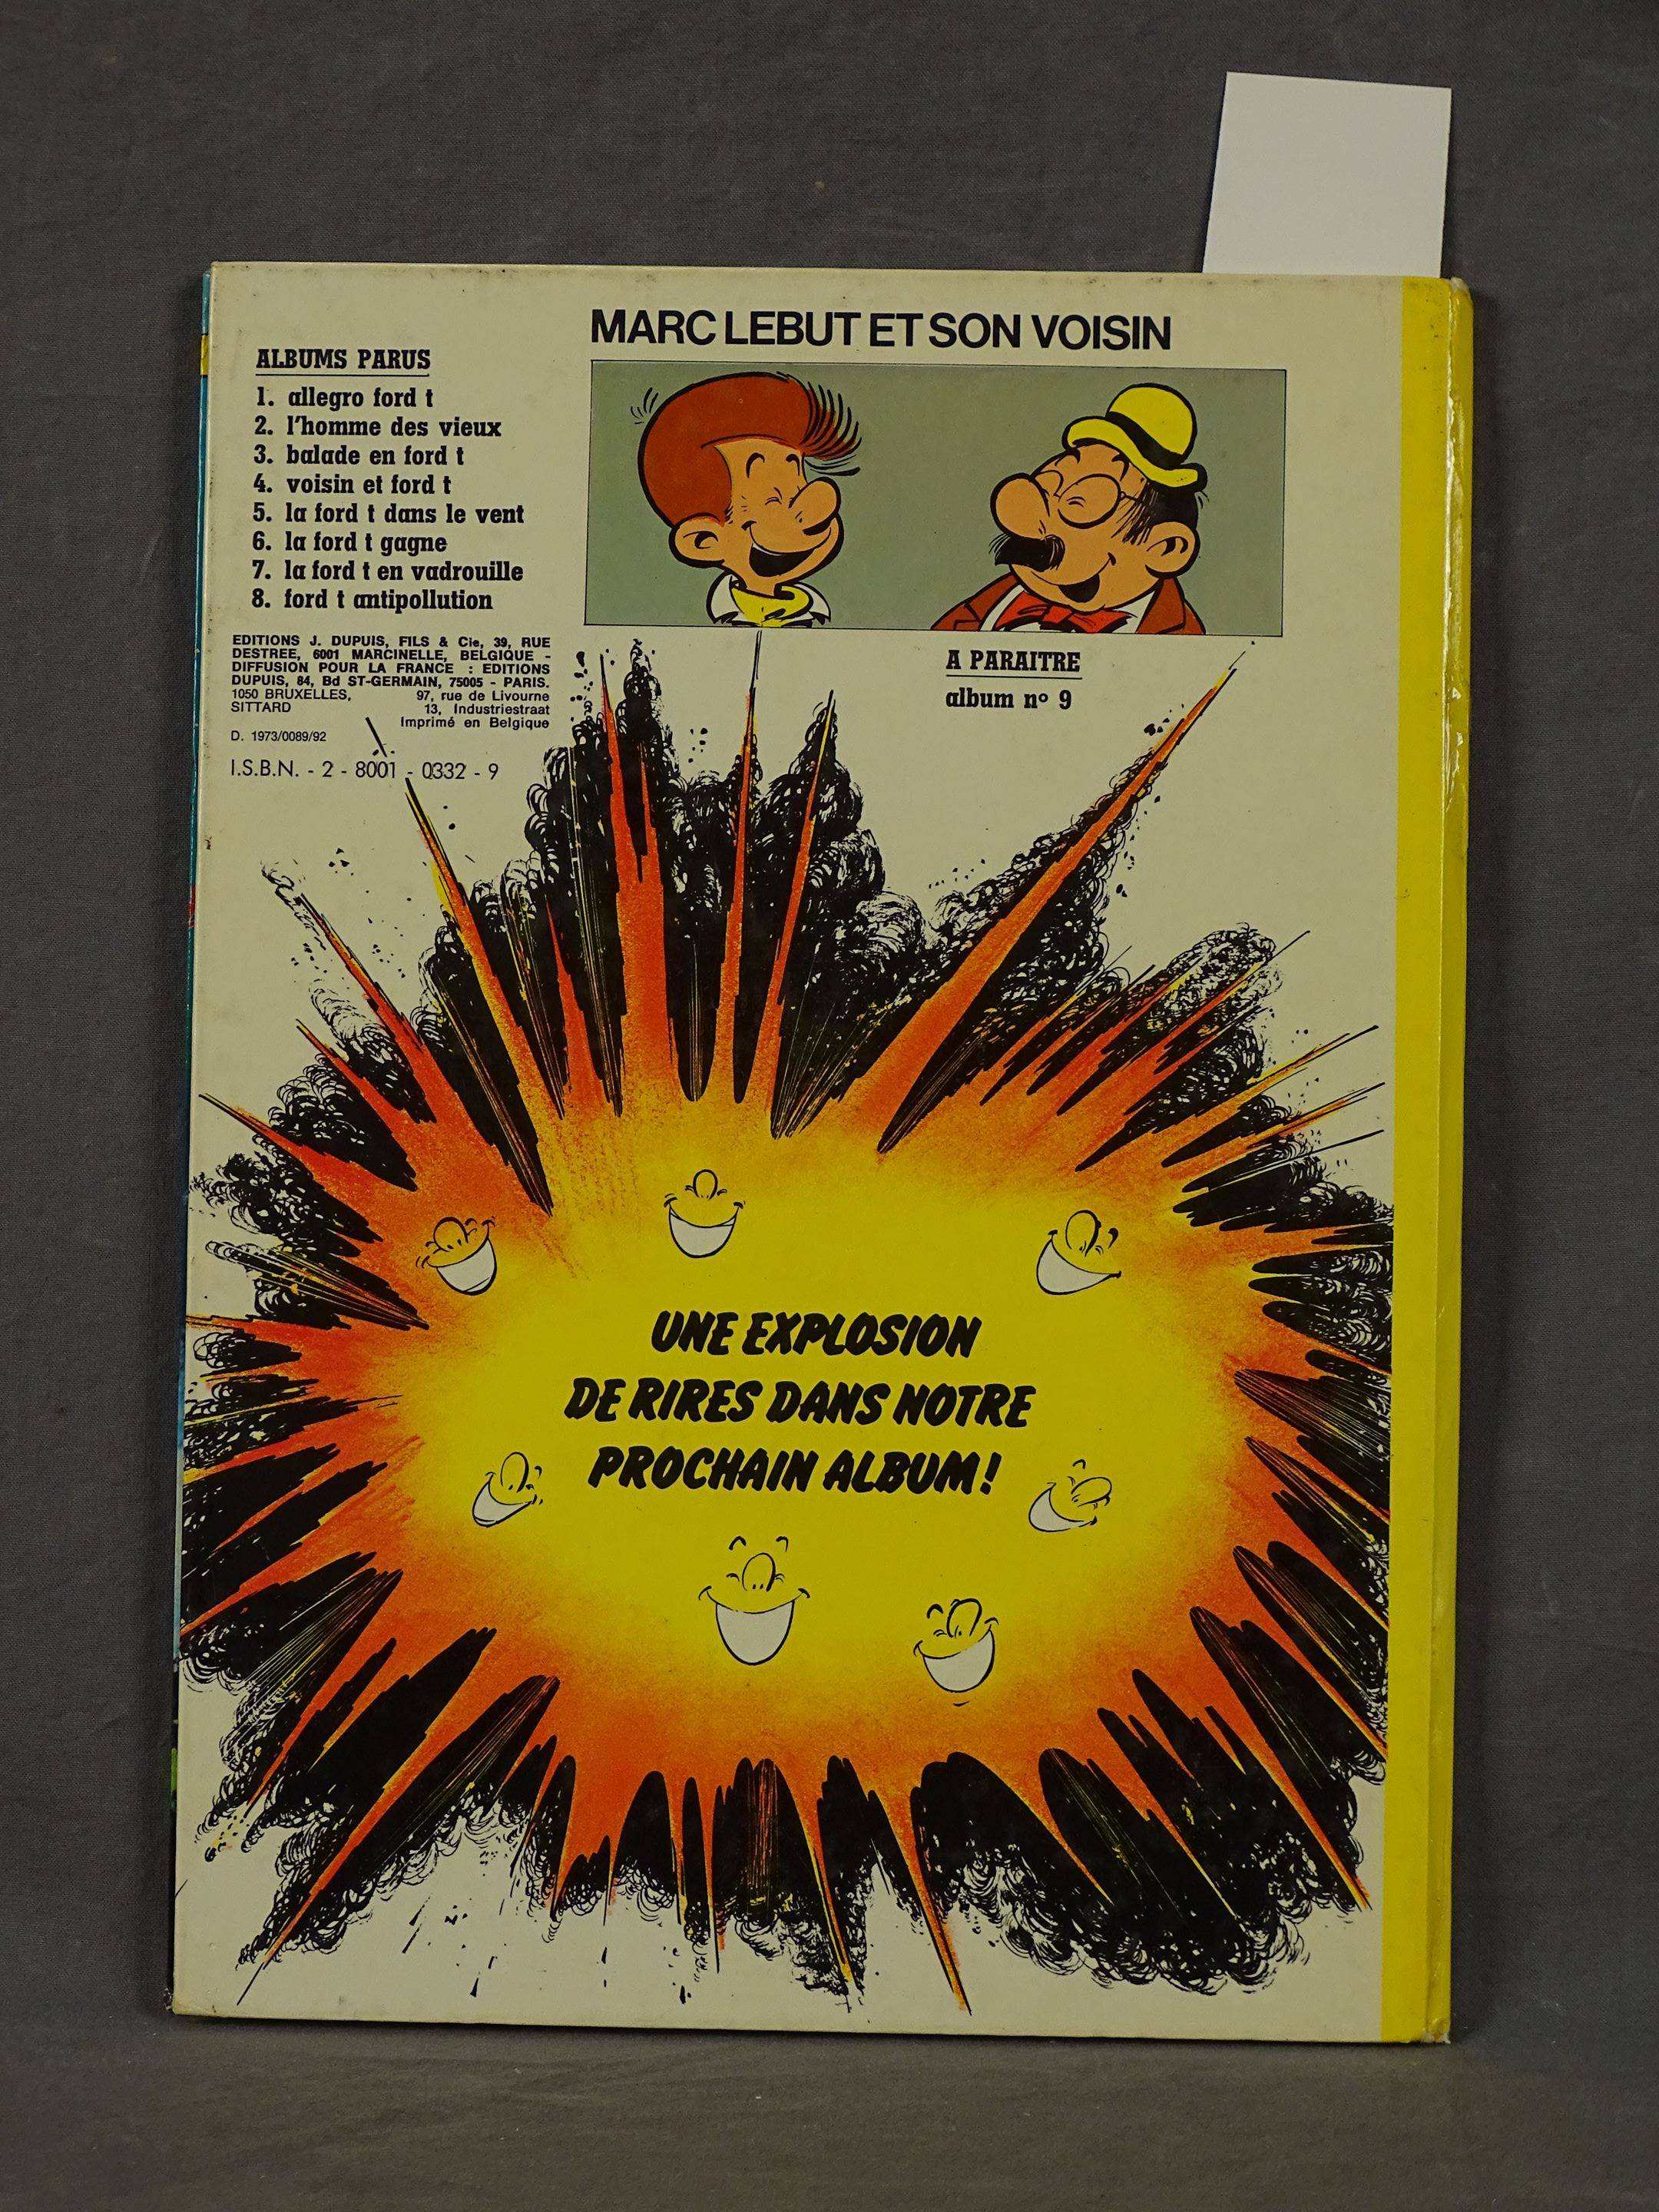 MARC LEBUT ET SON VOISIN
ALBUMS PARUS
1. allegro ford t
2. l'homme des vieux
3. balade en ford t
4. voisin et ford t
5. la ford t dans le vent
6. la ford t gagne
7. la ford t en vadrouille
8. ford t antipollution
EDITIONS J. DUPUIS, FILS & Cie, 39, RUE
DESTREE, 6001 MARCINELLE, BELGIQUE -
DIFFUSION POUR LA FRANCE : EDITIONS
DUPUIS, 84, Bd ST-GERMAIN, 75005 - PARIS.
1050 BRUXELLES, 97, rue de Livourne
SITTARD 13, Industriestraat
Imprimé en Belgique
D. 1973/0089/92
I.S.B.N. - 2 - 8001 - 0332 - 9
A PARAITRE
album no 9
UNE EXPLOSION
DE RIRES DANS NOTRE
PROCHAIN ALBUM!